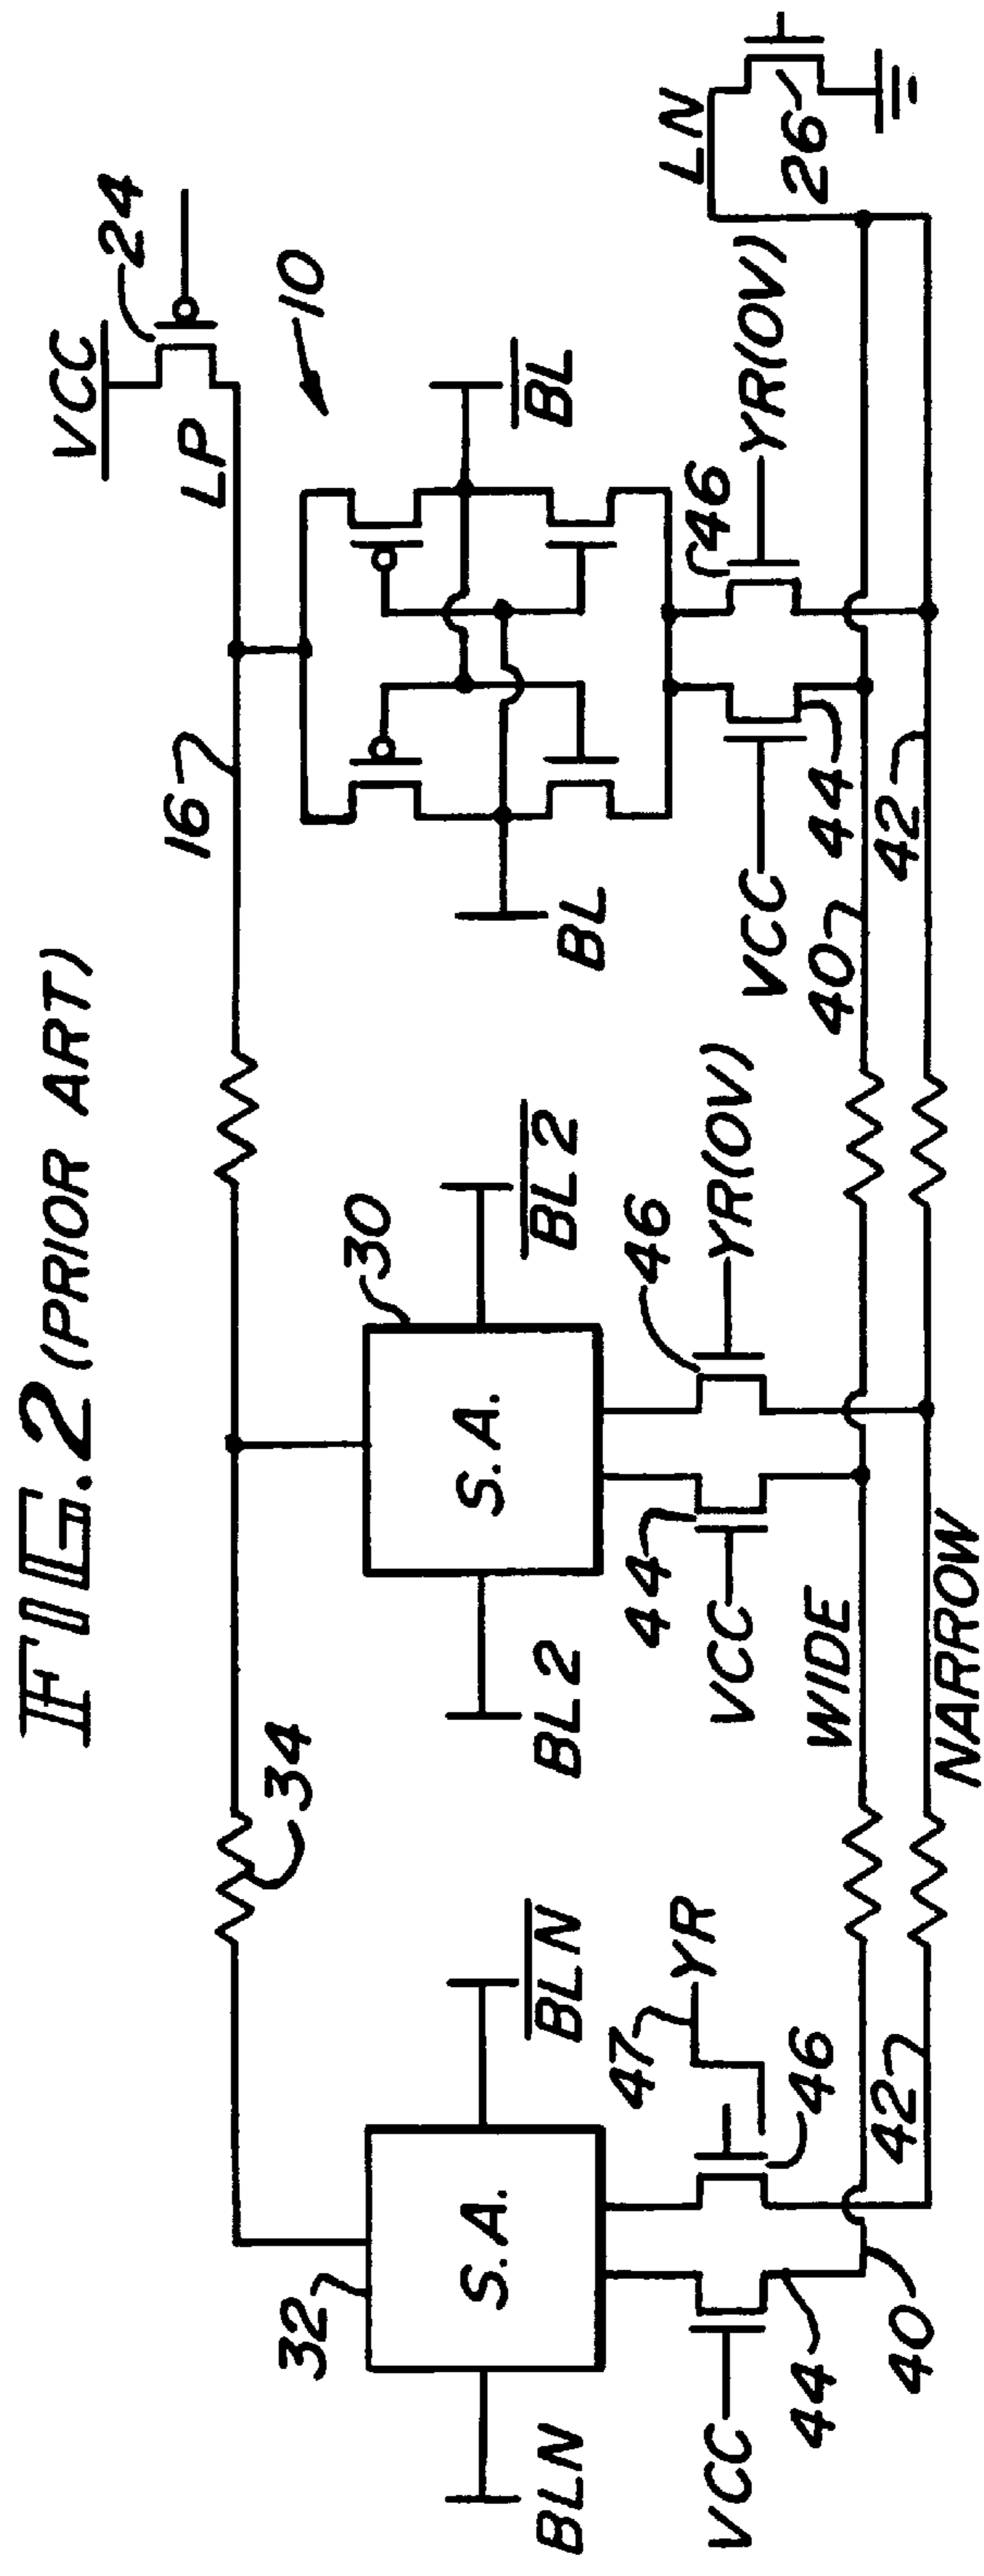 FIG. 2 (PRIOR ART)
VCC
24
LP
16
34
10
32
30
S.A.
S.A.
BLN
BLN
BL2
BL2
BL
BL
47
YR
46
YR(OV)
46
YR(OV)
46
VCC
44
VCC
44
VCC
44
LN
26
40
42
WIDE
NARROW
40
42